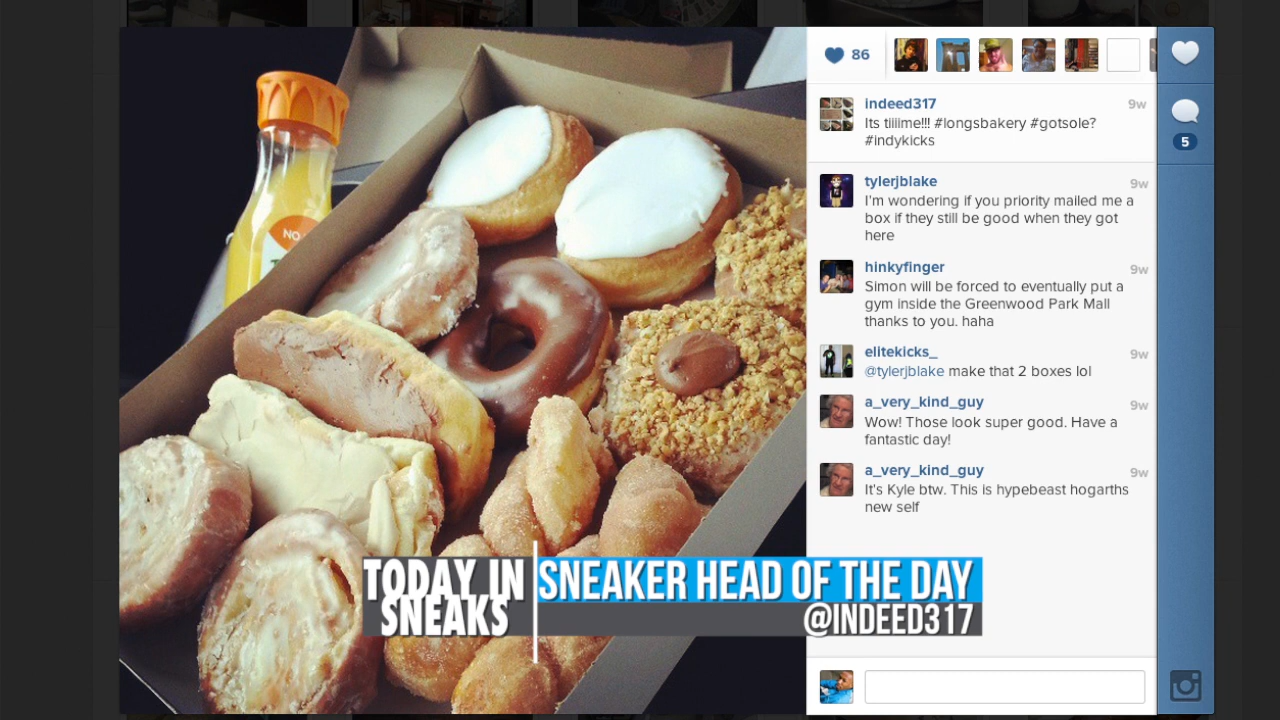 86
indeed317
9w
Its tiiiime!!! #longsbakery #gotsole?
#indykicks
5
tylerjblake
9w
I'm wondering if you priority mailed me a
box if they still be good when they got
here
hinkyfinger
9w
Simon will be forced to eventually put a
gym inside the Greenwood Park Mall
thanks to you. haha
elitekicks_
9w
@tylerjblake make that 2 boxes lol
a_very_kind_guy
9w
Wow! Those look super good. Have a
fantastic day!
a_very_kind_guy
9w
It's Kyle btw. This is hypebeast hogarths
new self
NO
TODAY IN
SNEAKS
SNEAKER HEAD OF THE DAY
@INDEED317